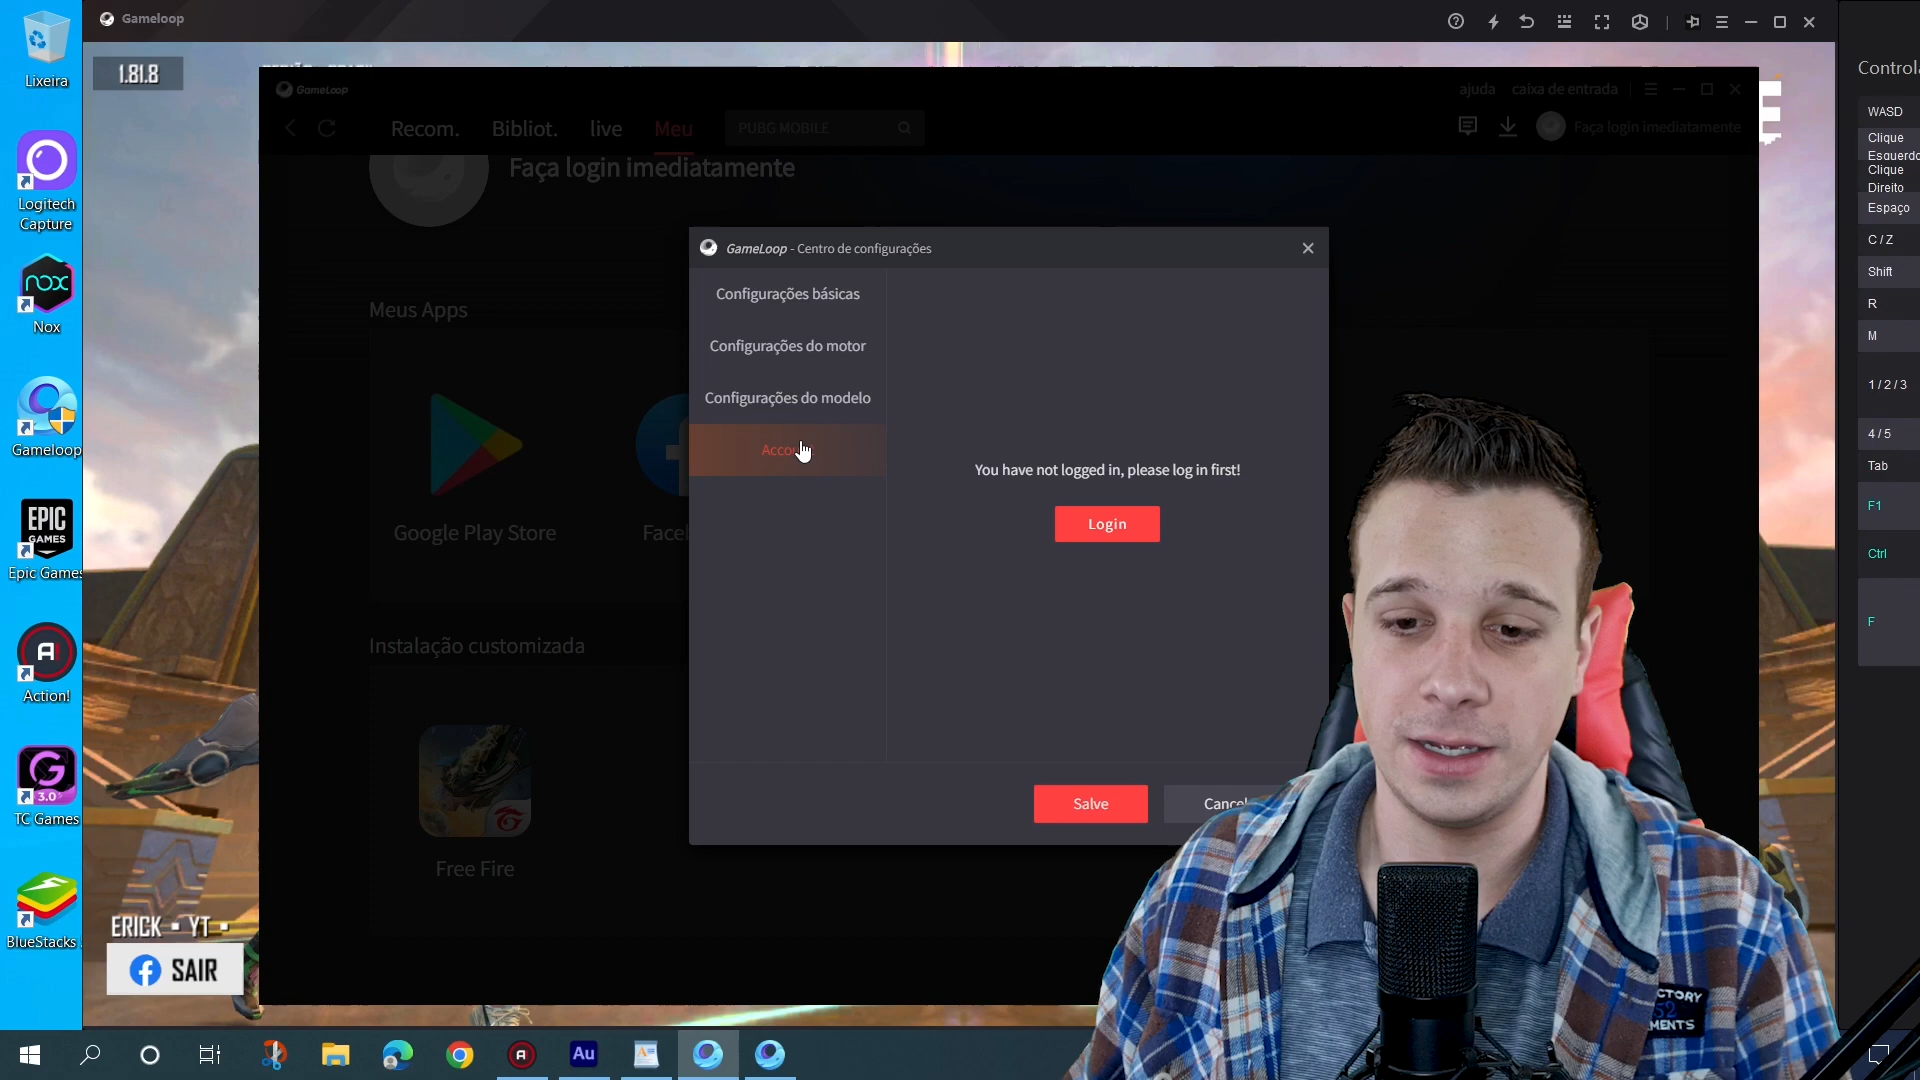 Gameloop
Lixeira
Logitech
Capture
Nox
Gameloop
EPIC
GAMES
Epic Games
Action!
3.0
TC Games
BlueStacks
1.81.8
GameLoop
ajuda
caixa de entrada
Recom.
Bibliot.
live
Meu
PUBG MOBILE
Faça login imediatamente
Faça login imediatamente
Meus Apps
Google Play Store
Instalação customizada
Free Fire
GameLoop - Centro de configurações
Configurações básicas
Configurações do motor
Configurações do modelo
You have not logged in, please log in first!
Login
Salve
Cancel
ERICK • YT •
SAIR
Au
WASD
Clique
Esquerdo
Clique
Direito
Espaço
C / Z
Shift
R
M
1 / 2 / 3
4 / 5
Tab
F1
Ctrl
F